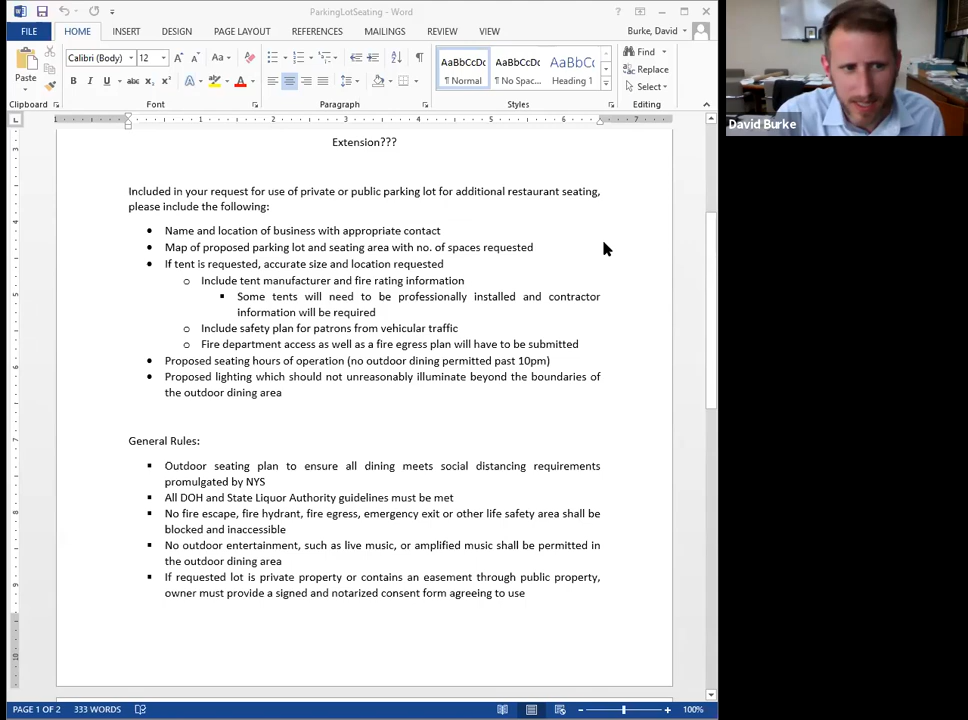 ParkingLotSeating - Word
FILE HOME INSERT DESIGN PAGE LAYOUT REFERENCES MAILINGS REVIEW VIEW Burke, David
Calibri (Body) 12 Aa
AaBbCcDc AaBbCcDc AaBbCc
Find
Replace
Select
Paste
B I U abc X₂ X²
¶ Normal ¶ No Spac... Heading 1
Clipboard Font Paragraph Styles Editing
David Burke
Extension???
Included in your request for use of private or public parking lot for additional restaurant seating,
please include the following:
• Name and location of business with appropriate contact
• Map of proposed parking lot and seating area with no. of spaces requested
• If tent is requested, accurate size and location requested
o Include tent manufacturer and fire rating information
▪ Some tents will need to be professionally installed and contractor
information will be required
o Include safety plan for patrons from vehicular traffic
o Fire department access as well as a fire egress plan will have to be submitted
• Proposed seating hours of operation (no outdoor dining permitted past 10pm)
• Proposed lighting which should not unreasonably illuminate beyond the boundaries of
the outdoor dining area
General Rules:
▪ Outdoor seating plan to ensure all dining meets social distancing requirements
promulgated by NYS
▪ All DOH and State Liquor Authority guidelines must be met
▪ No fire escape, fire hydrant, fire egress, emergency exit or other life safety area shall be
blocked and inaccessible
▪ No outdoor entertainment, such as live music, or amplified music shall be permitted in
the outdoor dining area
▪ If requested lot is private property or contains an easement through public property,
owner must provide a signed and notarized consent form agreeing to use
PAGE 1 OF 2 333 WORDS 100%